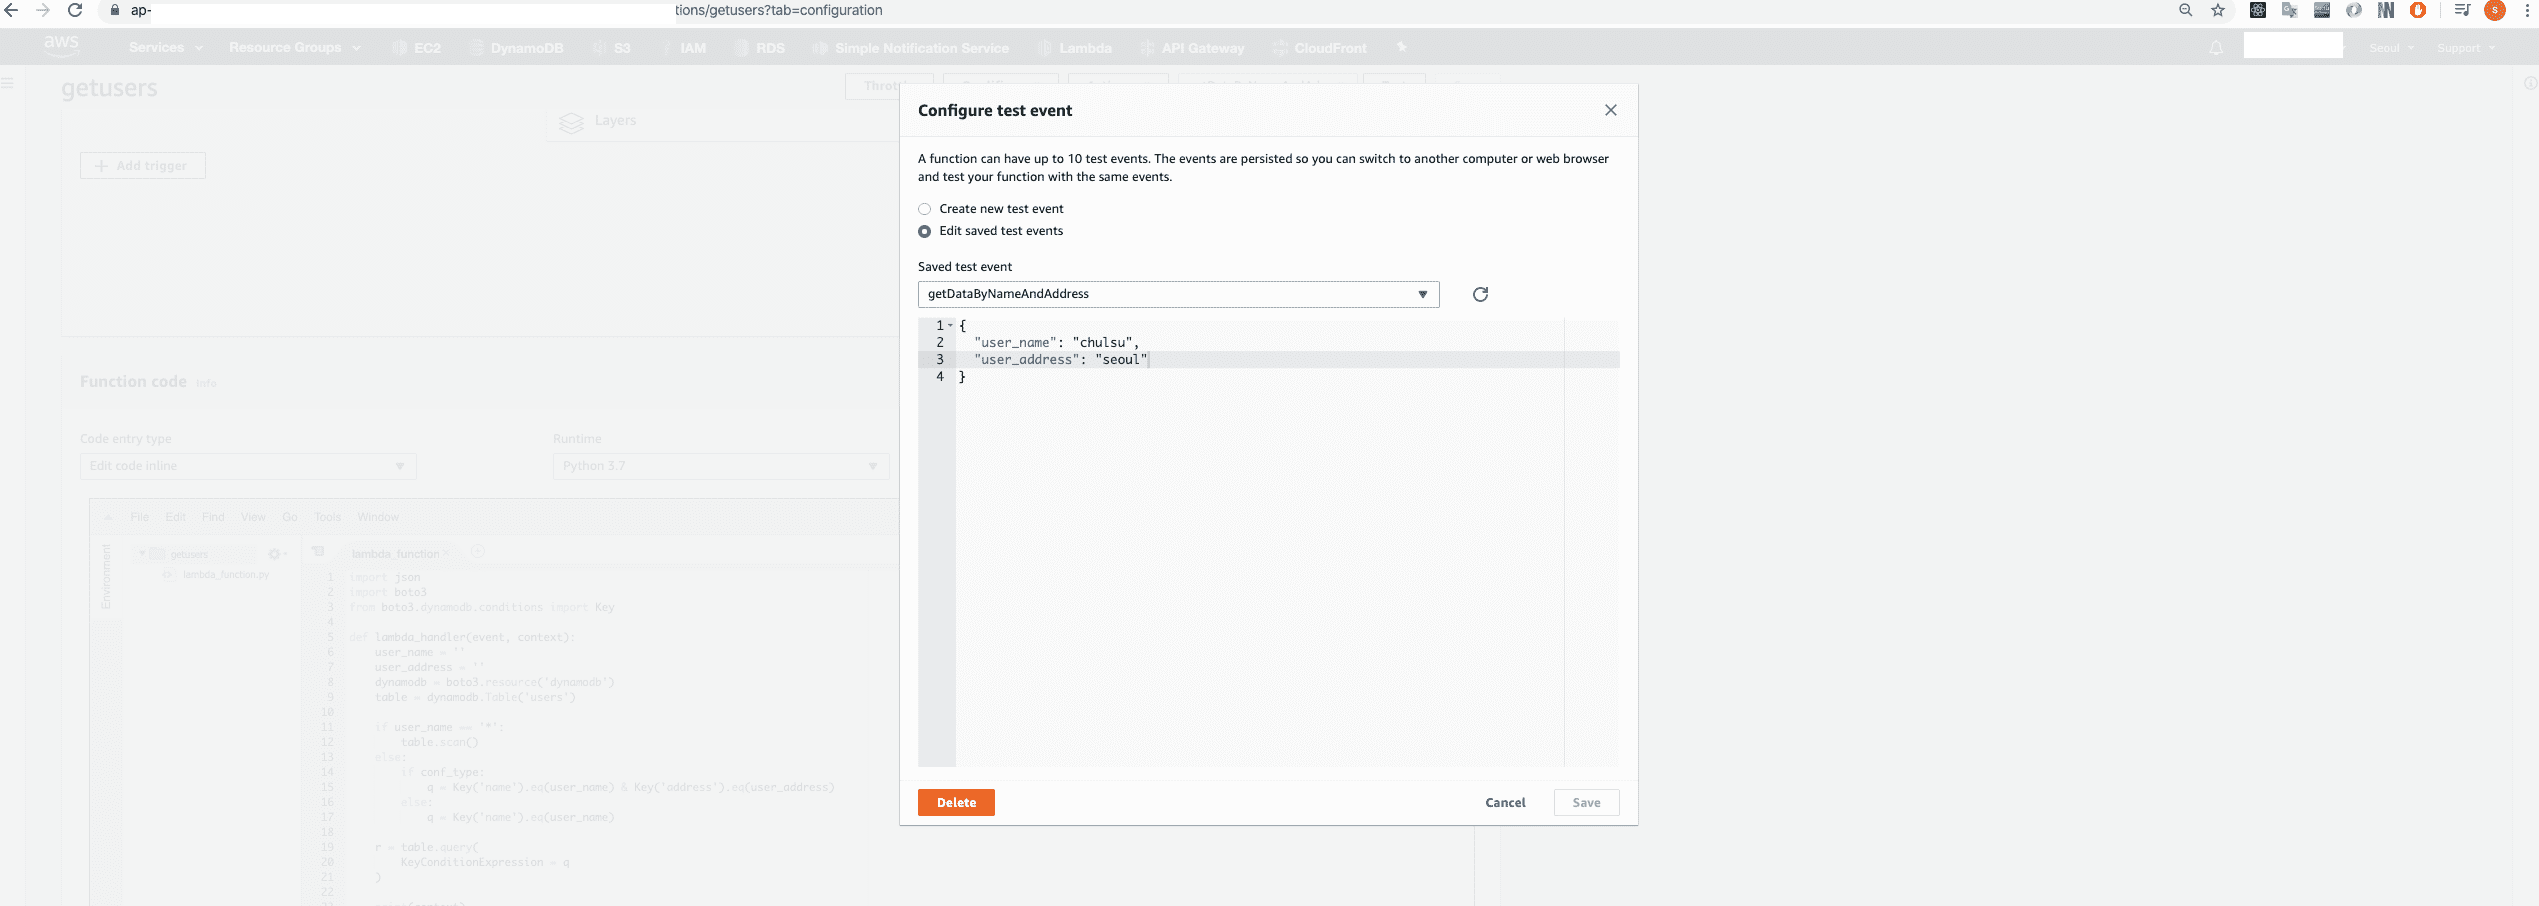 ap-
tions/getusers?tab=configuration
aws
Services
Resource Groups
EC2
DynamoDB
S3
IAM
RDS
Simple Notification Service
Lambda
API Gateway
CloudFront
Seoul
Support
getusers
Layers
Add trigger
Configure test event
A function can have up to 10 test events. The events are persisted so you can switch to another computer or web browser
and test your function with the same events.
Create new test event
Edit saved test events
Saved test event
getDataByNameAndAddress
1 {
2 "user_name": "chulsu",
3 "user_address": "seoul"
4 }
Delete
Cancel
Save
Function code Info
Code entry type
Runtime
Edit code inline
Python 3.7
File Edit Find View Go Tools Window
Environment
getusers
lambda_function.py
lambda_function
1 import json
2 import boto3
3 from boto3.dynamodb.conditions import Key
4
5 def lambda_handler(event, context):
6 user_name = ''
7 user_address = ''
8 dynamodb = boto3.resource('dynamodb')
9 table = dynamodb.Table('users')
10
11 if user_name == '*':
12 table.scan()
13 else:
14 if conf_type:
15 q = Key('name').eq(user_name) & Key('address').eq(user_address)
16 else:
17 q = Key('name').eq(user_name)
18
19 r = table.query(
20 KeyConditionExpression = q
21 )
22